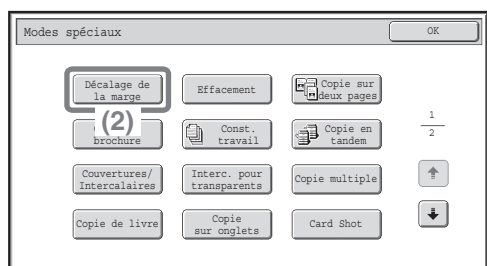 Modes spéciaux
OK
Décalage de
la marge
Effacement
Copie sur
deux pages
(2)
brochure
Const.
travail
Copie en
tandem
1
2
Couvertures/
Intercalaires
Interc. pour
transparents
Copie multiple
Copie de livre
Copie
sur onglets
Card Shot